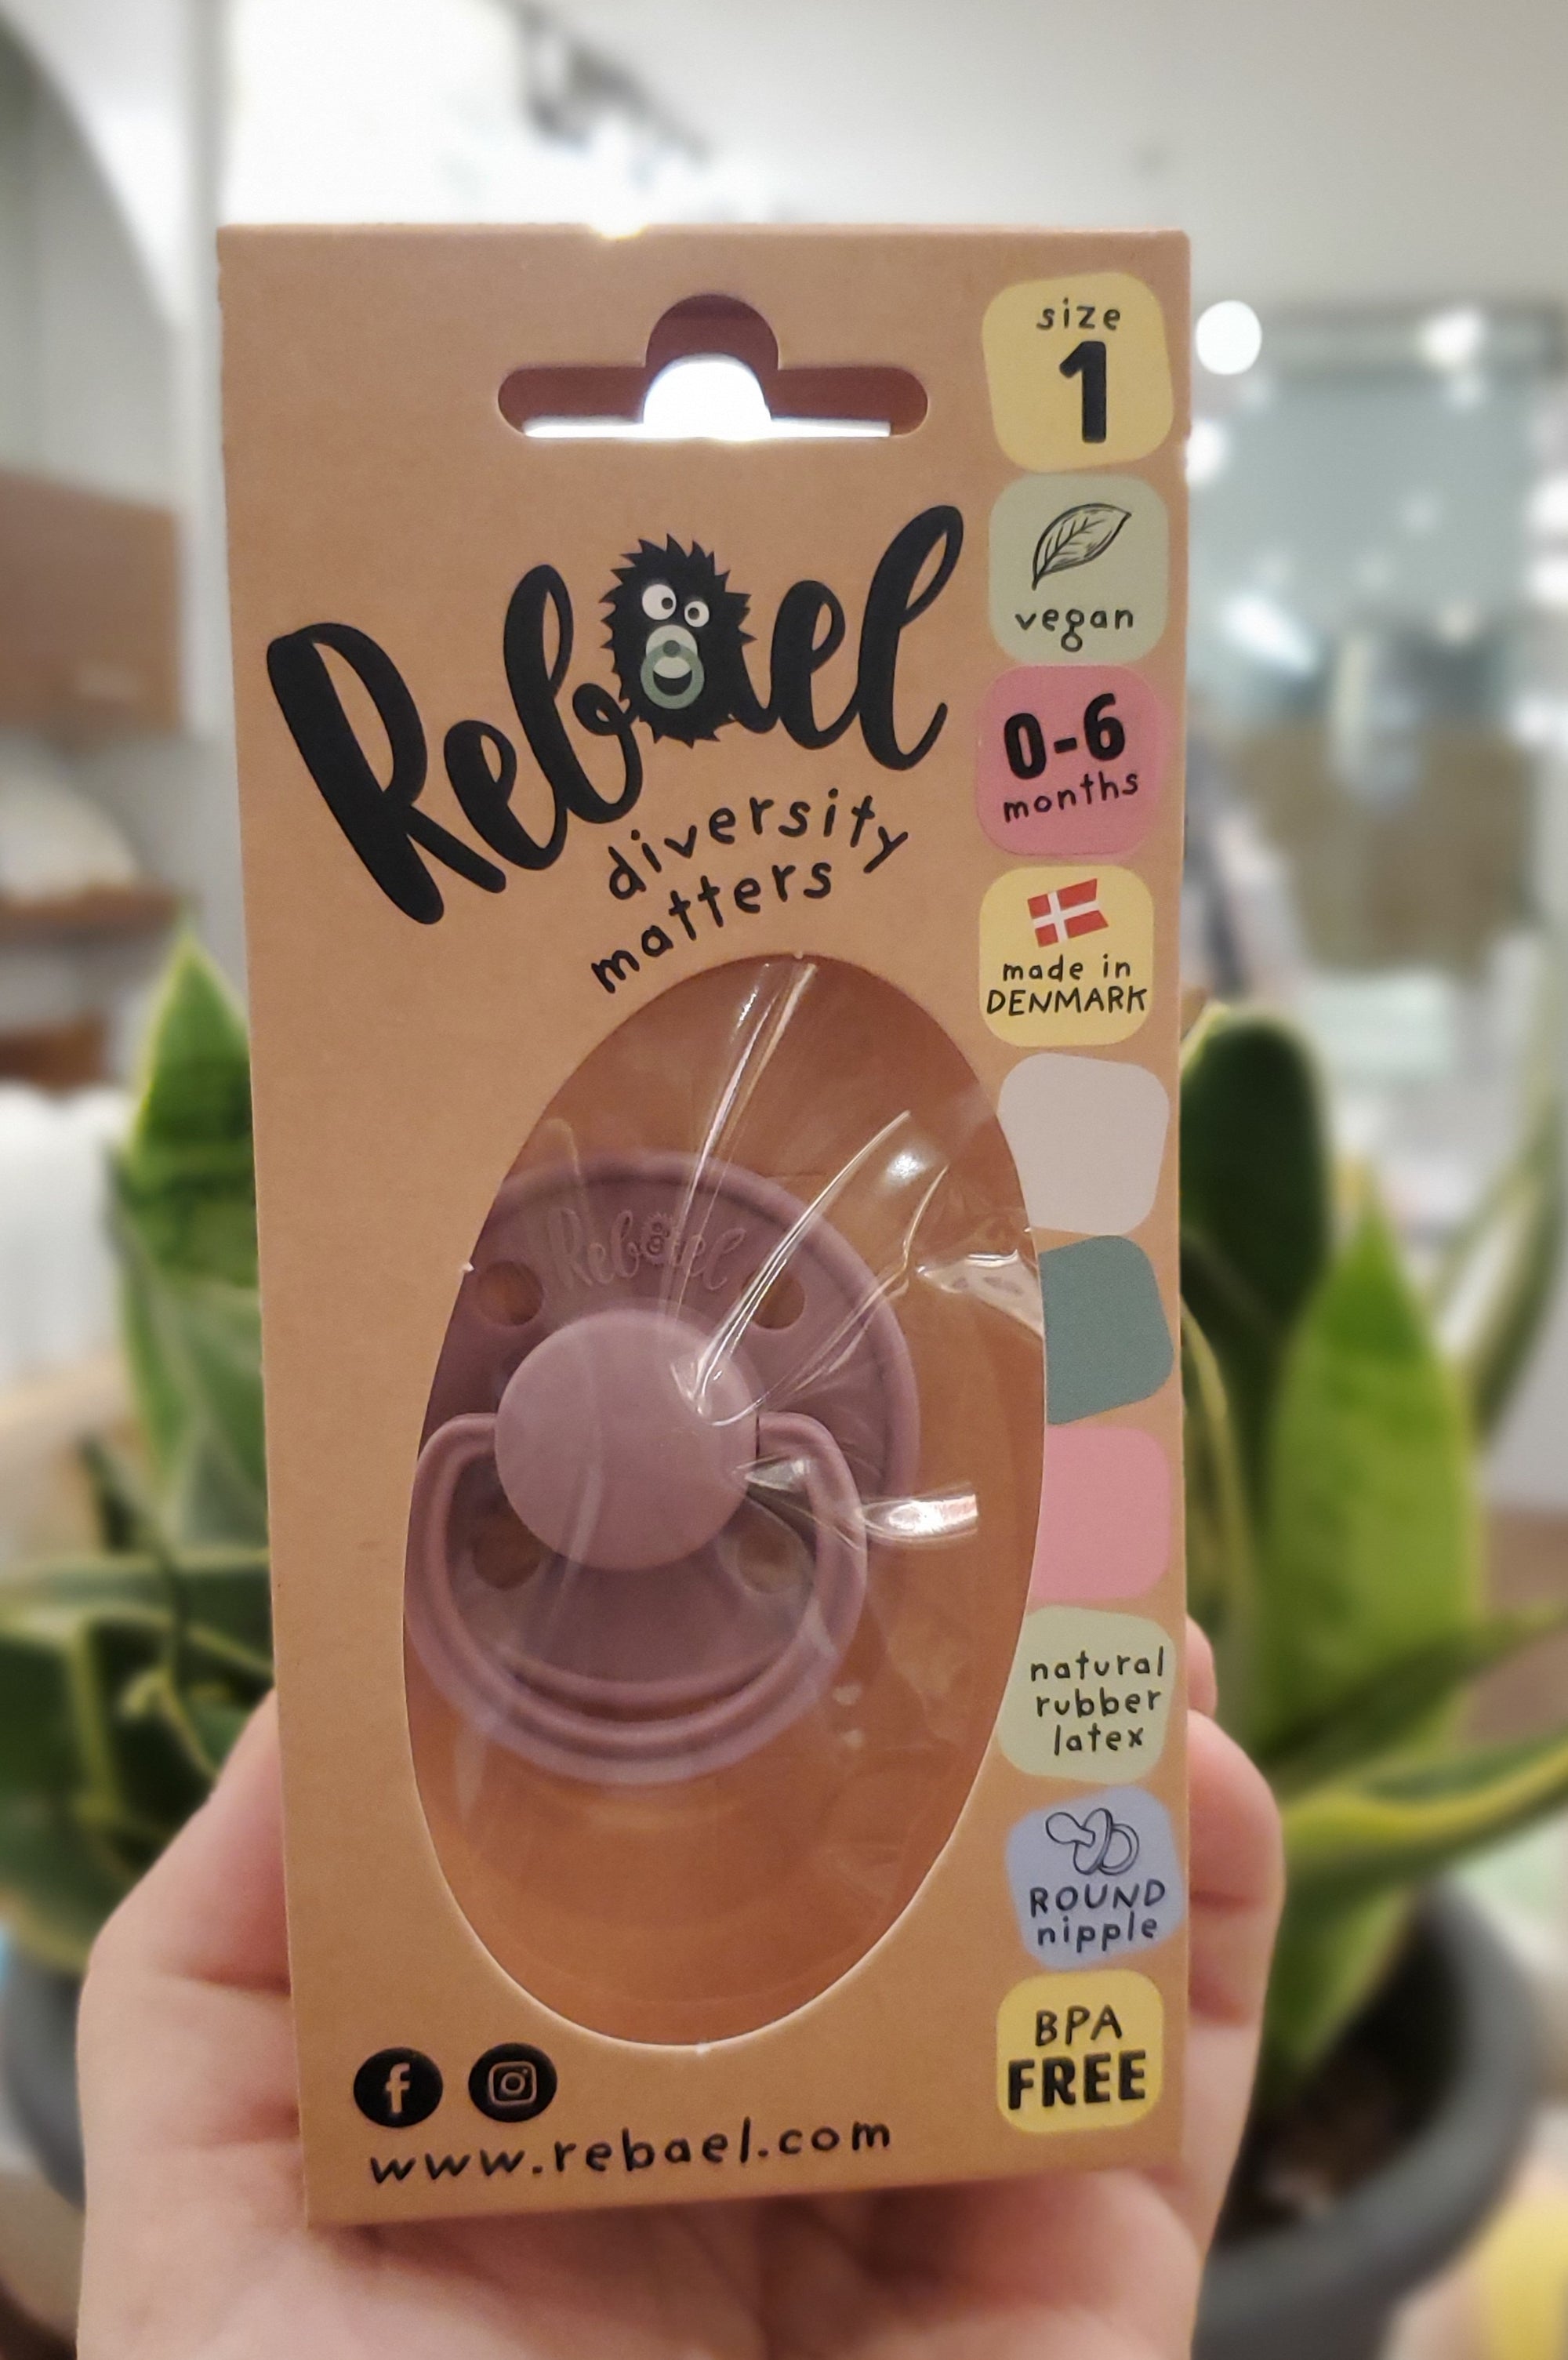 size
1
vegan
Rebael
0-6
months
diversity
matters
made in
DENMARK
Rebael
natural
rubber
latex
ROUND
nipple
BPA
FREE
www.rebael.com